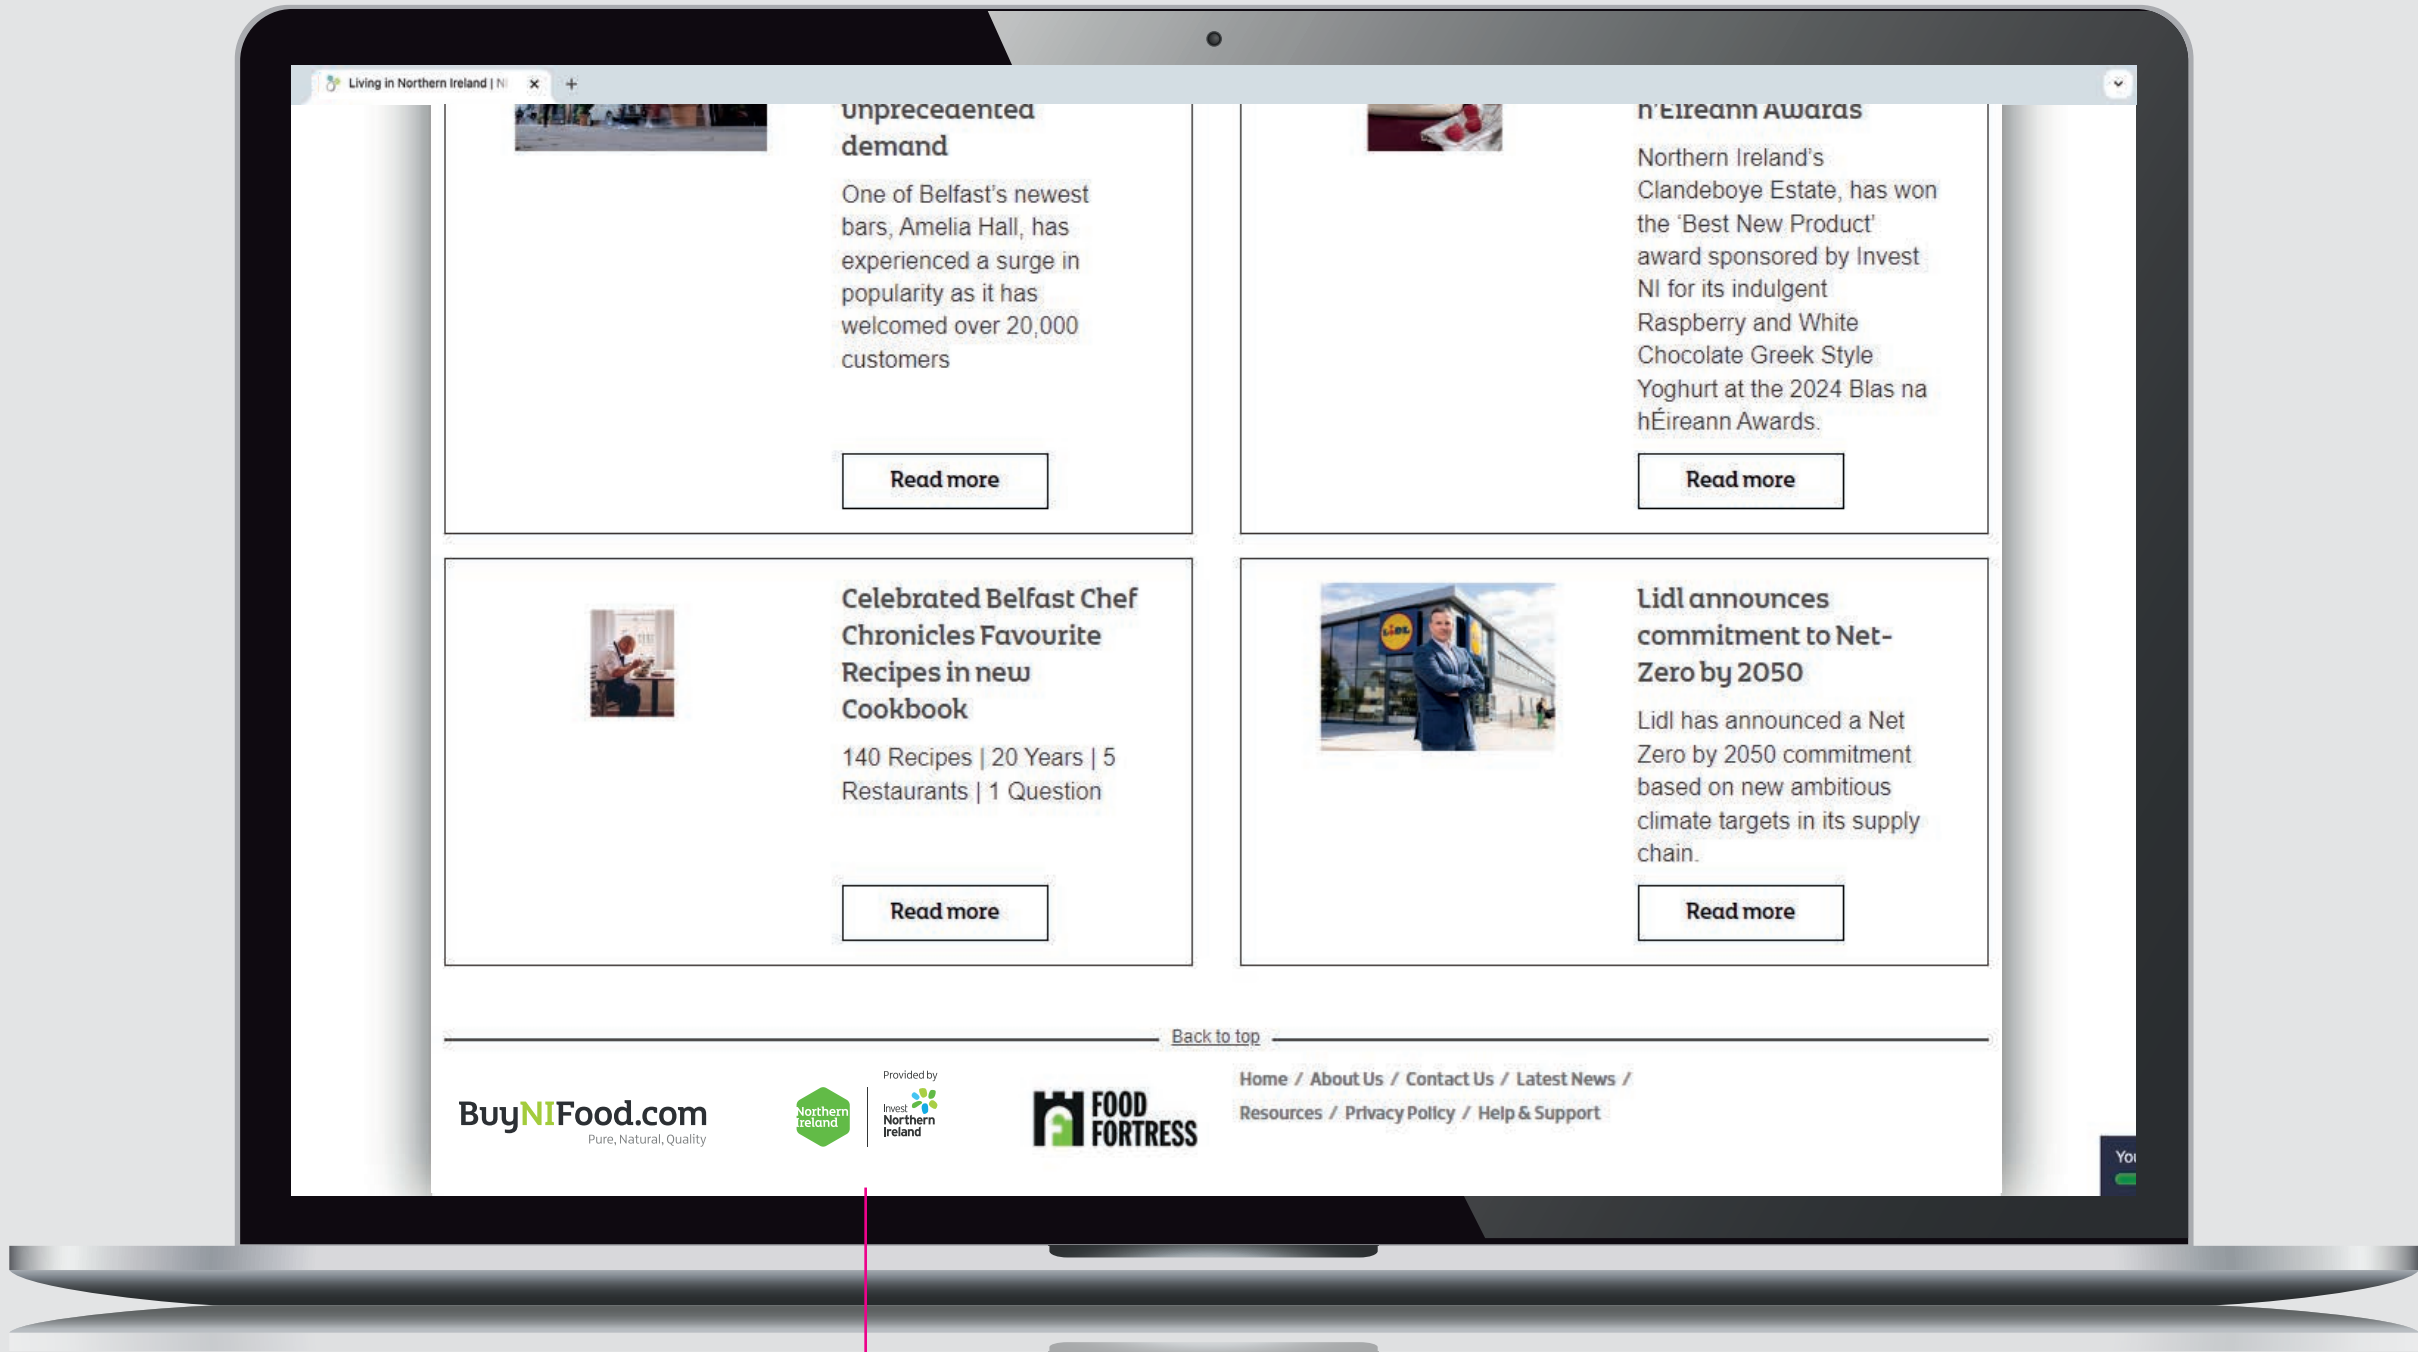 Living in Northern Ireland | NI
unprecedented
demand
One of Belfast's newest
bars, Amelia Hall, has
experienced a surge in
popularity as it has
welcomed over 20,000
customers
Read more
h'Éireann Awards
Northern Ireland's
Clandeboye Estate, has won
the 'Best New Product'
award sponsored by Invest
NI for its indulgent
Raspberry and White
Chocolate Greek Style
Yoghurt at the 2024 Blas na
hÉireann Awards.
Read more
Celebrated Belfast Chef
Chronicles Favourite
Recipes in new
Cookbook
140 Recipes | 20 Years | 5
Restaurants | 1 Question
Read more
LIDL
Lidl announces
commitment to Net-
Zero by 2050
Lidl has announced a Net
Zero by 2050 commitment
based on new ambitious
climate targets in its supply
chain.
Read more
Back to top
BuyNIFood.com
Pure, Natural, Quality
Northern
Ireland
Provided by
Invest
Northern
Ireland
FOOD
FORTRESS
Home / About Us / Contact Us / Latest News /
Resources / Privacy Policy / Help & Support
You